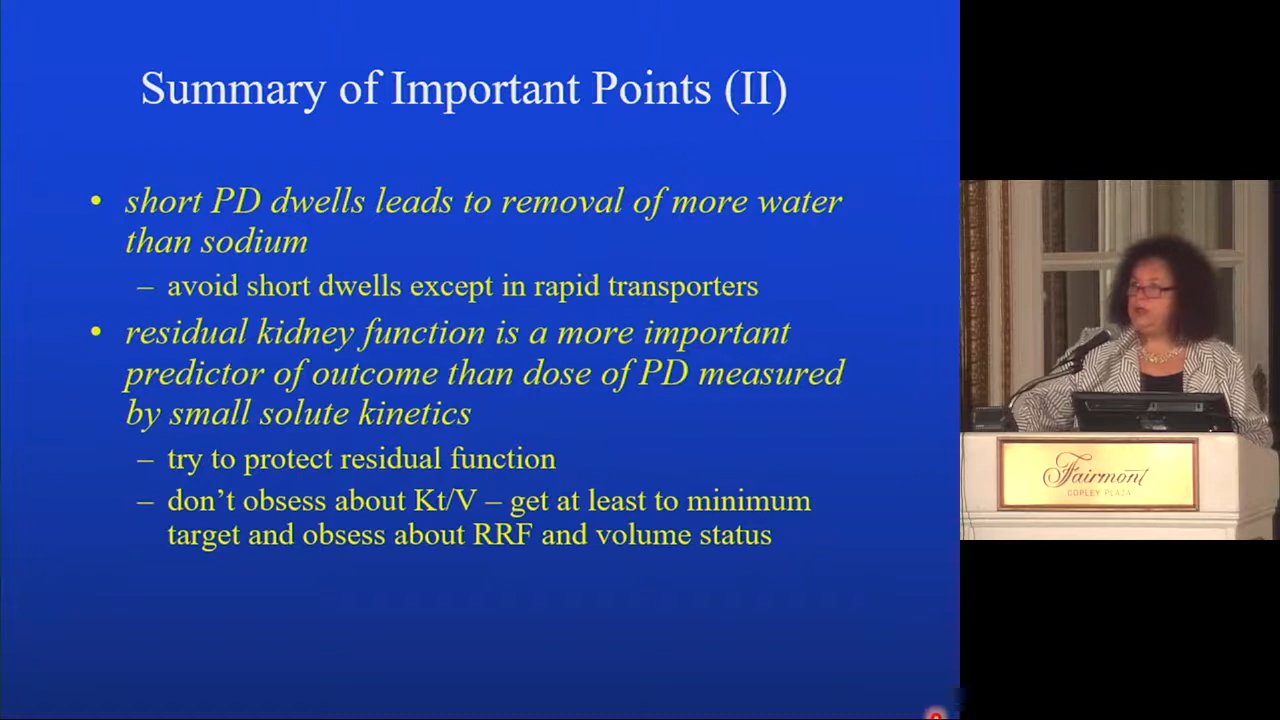 Summary of Important Points (II)
• short PD dwells leads to removal of more water
than sodium
– avoid short dwells except in rapid transporters
• residual kidney function is a more important
predictor of outcome than dose of PD measured
by small solute kinetics
– try to protect residual function
– don’t obsess about Kt/V – get at least to minimum
target and obsess about RRF and volume status
Fairmont
COPLEY PLAZA